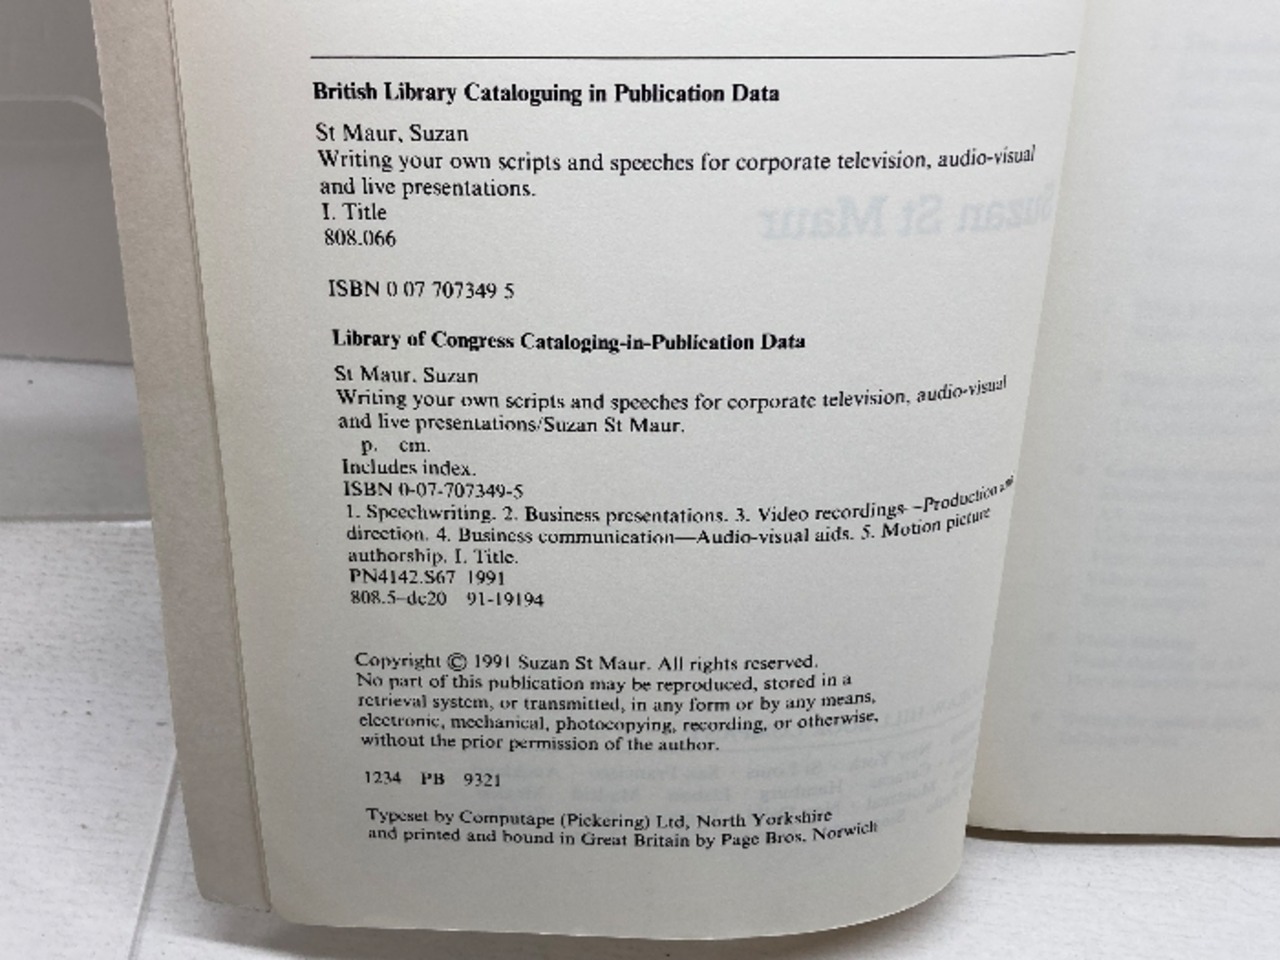 British Library Cataloguing in Publication Data
St Maur, Suzan
Writing your own scripts and speeches for corporate television, audio-visual
and live presentations.
I. Title
808.066
ISBN 0 07 707349 5
Library of Congress Cataloging-in-Publication Data
St Maur. Suzan
Writing your own scripts and speeches for corporate television, audio-visual
and live presentations/Suzan St Maur.
p. cm.
Includes index.
ISBN 0-07-707349-5
1. Speechwriting. 2. Business presentations. 3. Video recordings--Production and
direction. 4. Business communication—Audio-visual aids. 5. Motion picture
authorship. I. Title.
PN4142.S67 1991
808.5–dc20 91-19194
Copyright © 1991 Suzan St Maur. All rights reserved.
No part of this publication may be reproduced, stored in a
retrieval system, or transmitted, in any form or by any means,
electronic, mechanical, photocopying, recording, or otherwise,
without the prior permission of the author.
1234 PB 9321
Typeset by Computape (Pickering) Ltd, North Yorkshire
and printed and bound in Great Britain by Page Bros. Norwich
Suzan St Maur